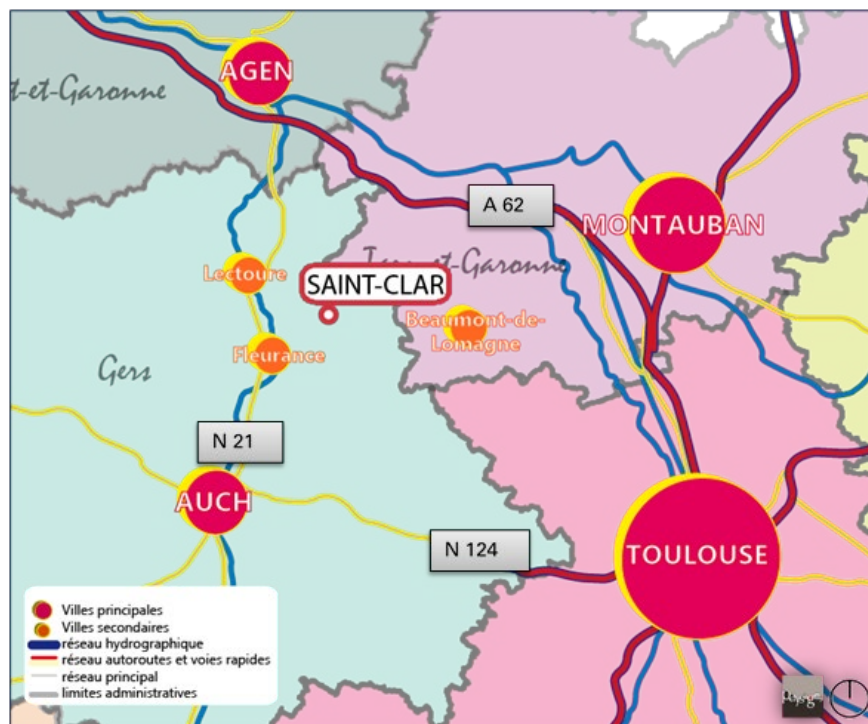 AGEN
t-et-Garonne
A 62
MONTAUBAN
Lectoure
Tarn-et-Garonne
SAINT-CLAR
Beaumont-de-
Lomagne
Fleurance
Gers
N 21
AUCH
N 124
TOULOUSE
Villes principales
Villes secondaires
réseau hydrographique
réseau autoroutes et voies rapides
réseau principal
limites administratives